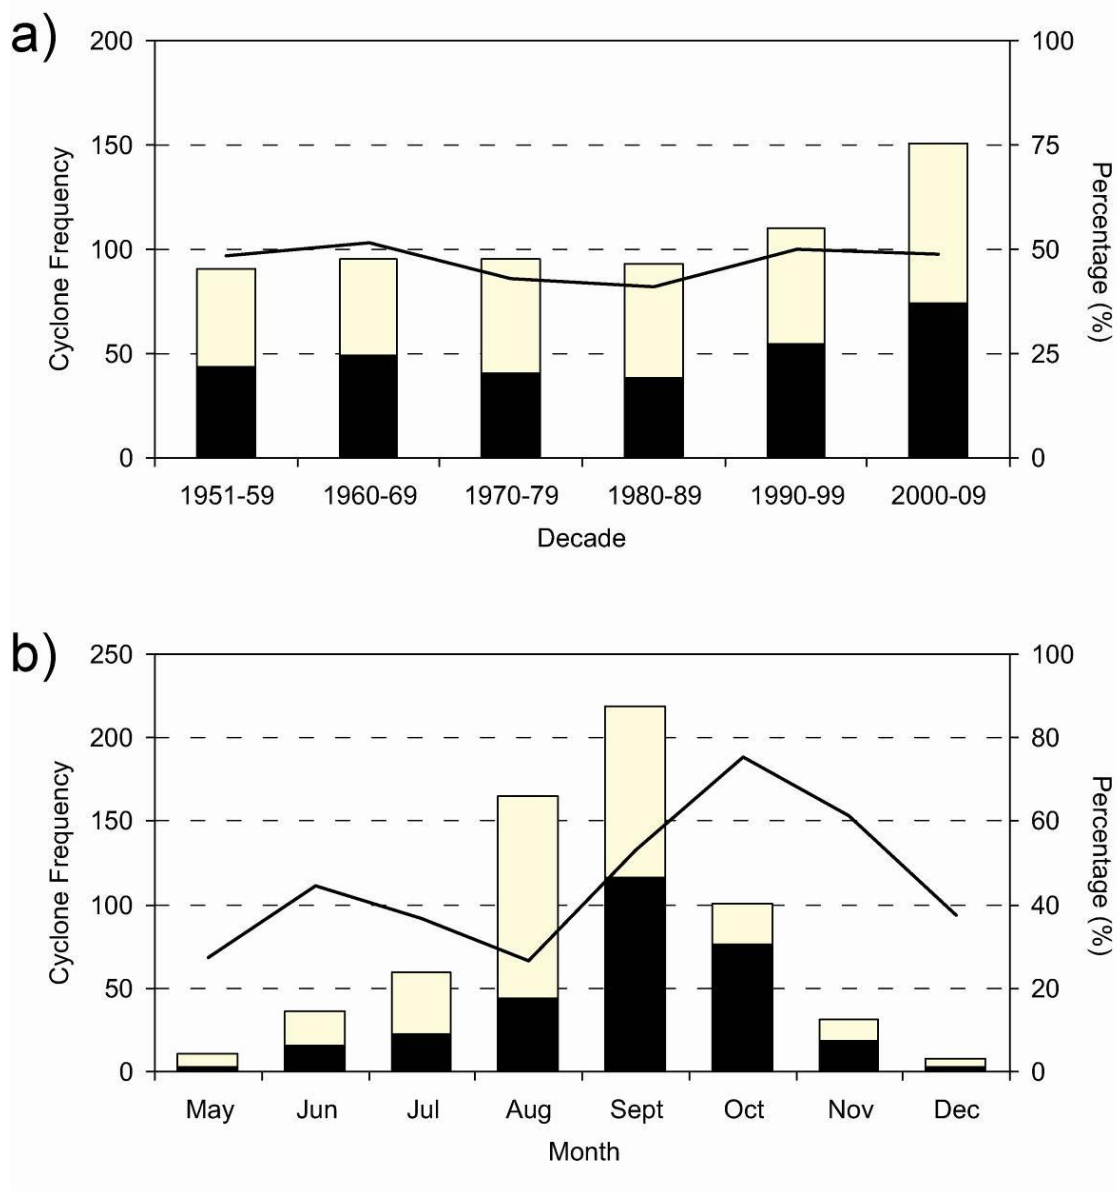 a)
200
150
100
50
0
Cyclone Frequency
100
75
50
25
0
Percentage (%)
1951-59 1960-69 1970-79 1980-89 1990-99 2000-09
Decade
b)
250
200
150
100
50
0
Cyclone Frequency
100
80
60
40
20
0
Percentage (%)
May Jun Jul Aug Sept Oct Nov Dec
Month